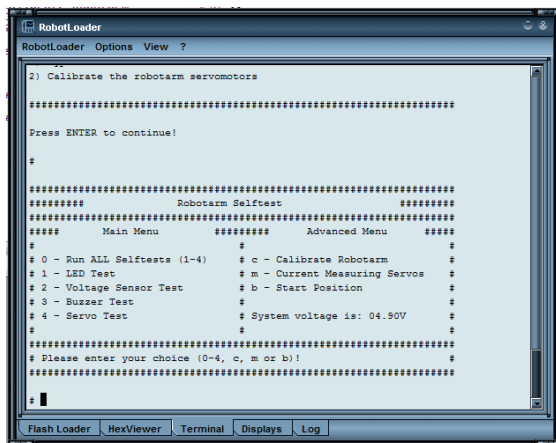 RobotLoader
RobotLoader Options View ?
2) Calibrate the robotarm servomotors
######################################################################
Press ENTER to continue!
#
######################################################################
######### Robotarm Selftest #########
######################################################################
##### Main Menu ######### Advanced Menu #####
# # #
# 0 - Run ALL Selftests (1-4) # c - Calibrate Robotarm #
# 1 - LED Test # m - Current Measuring Servos #
# 2 - Voltage Sensor Test # b - Start Position #
# 3 - Buzzer Test # #
# 4 - Servo Test # System voltage is: 04.90V #
# # #
######################################################################
# Please enter your choice (0-4, c, m or b)! #
######################################################################
#
Flash Loader HexViewer Terminal Displays Log